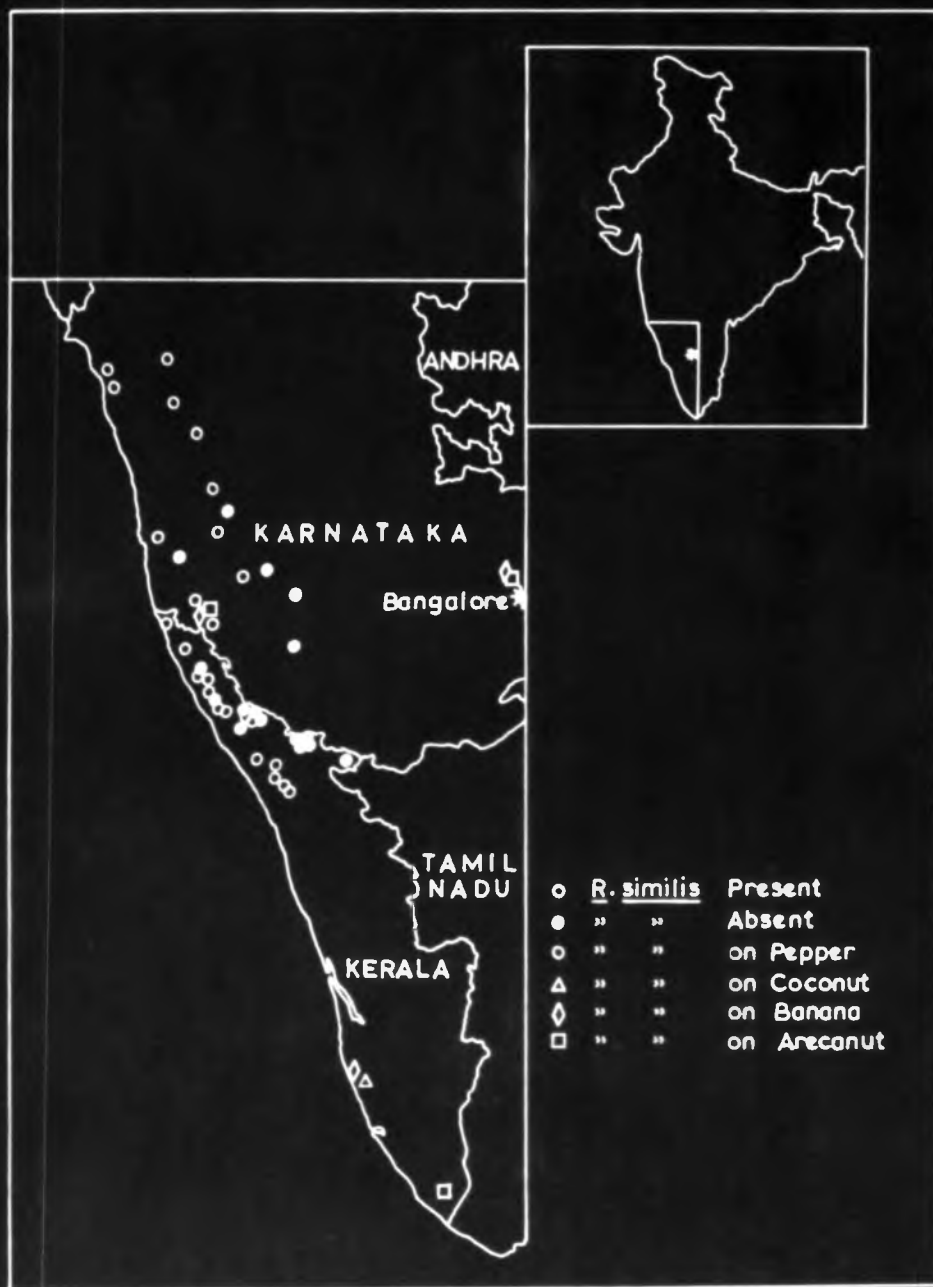 ANDHRA
KARNATAKA
Bangalore
TAMIL
NADU
KERALA
R. similis Present
" " Absent
" " on Pepper
" " on Coconut
" " on Banana
" " on Arecanut